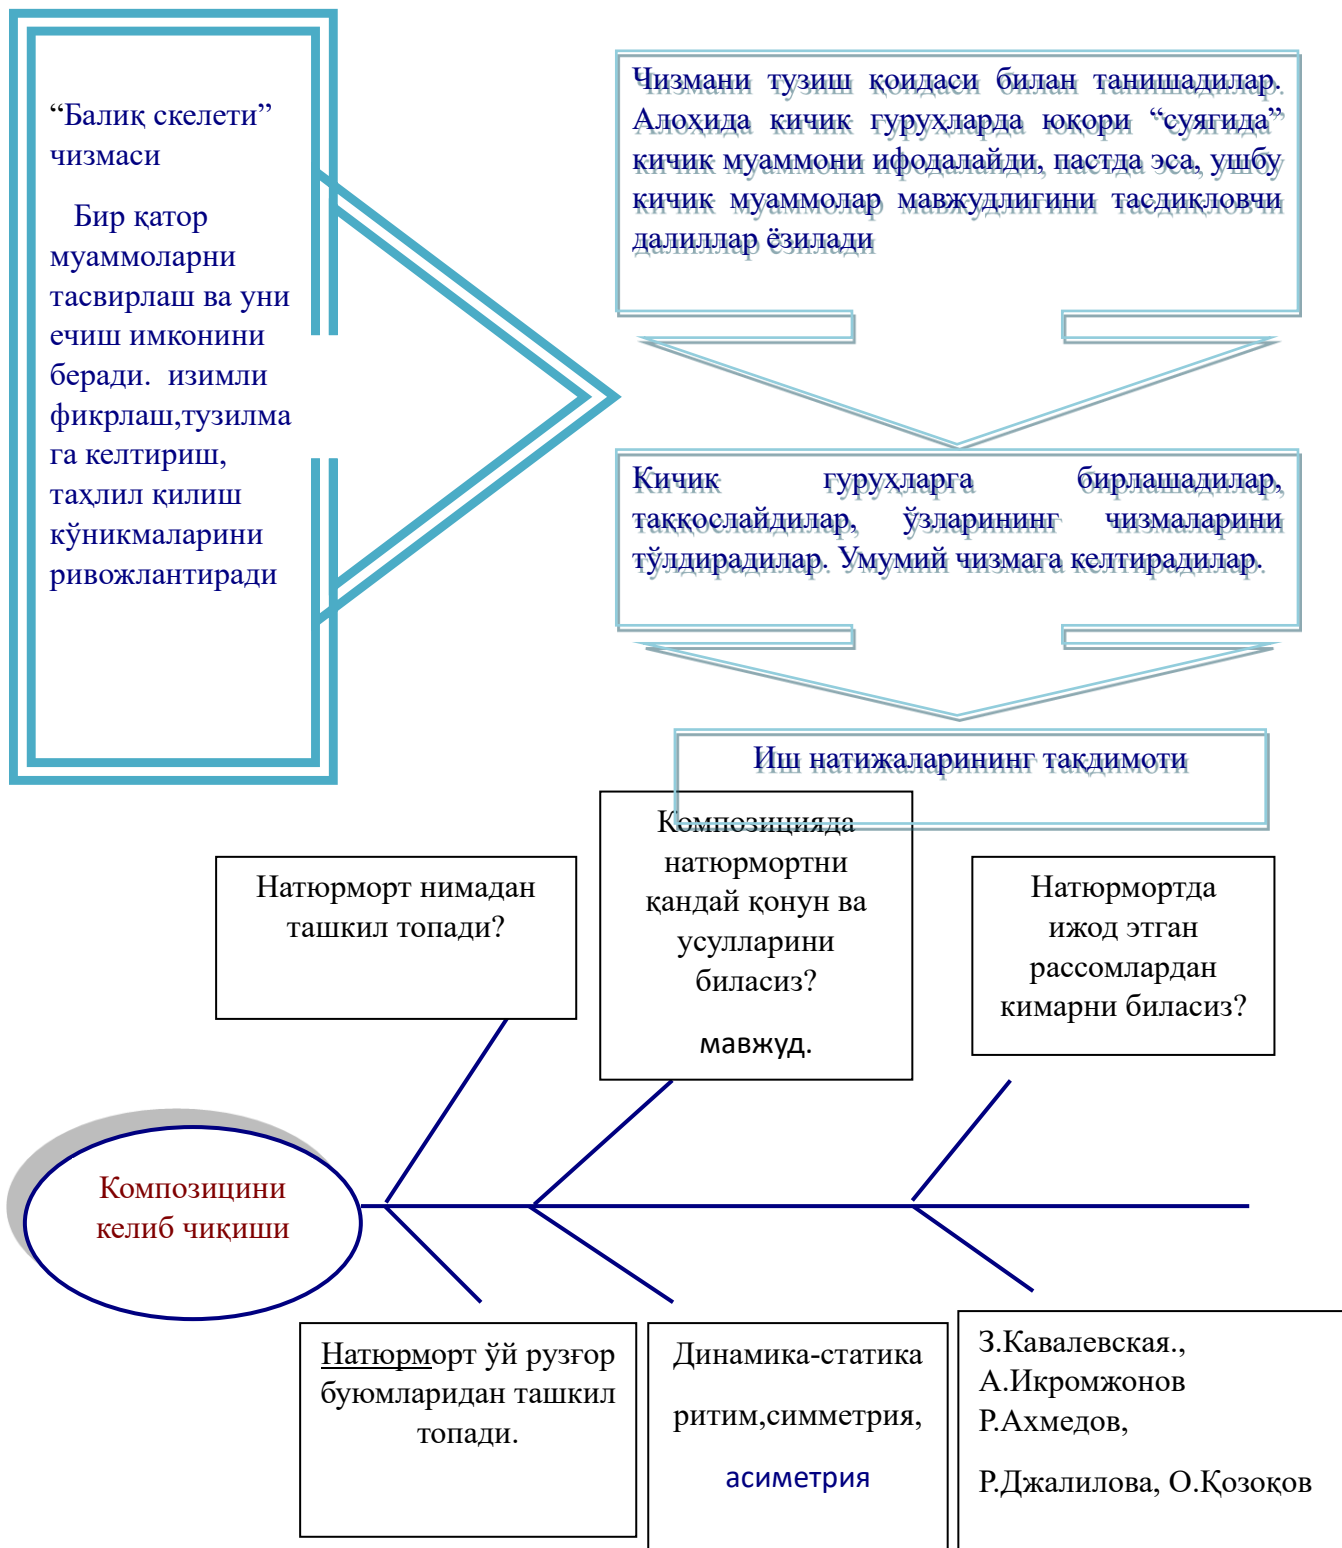 “Балиқ скелети”
чизмаси
Бир қатор
муаммоларни
тасвирлаш ва уни
ечиш имконини
беради. изимли
фикрлаш,тузилма
га келтириш,
таҳлил қилиш
кўникмаларини
ривожлантиради
Чизмани тузиш қоидаси билан танишадилар.
Алоҳида кичик гуруҳларда юқори “суягида”
кичик муаммони ифодалайди, пастда эса, ушбу
кичик муаммолар мавжудлигини тасдиқловчи
далиллар ёзилади
Кичик гуруҳларга бирлашадилар,
таққослайдилар, ўзларининг чизмаларини
тўлдирадилар. Умумий чизмага келтирадилар.
Иш натижаларининг тақдимоти
Натюрморт нимадан
ташкил топади?
Композицияда
натюрмортни
қандай қонун ва
усулларини
биласиз?
мавжуд.
Натюрмортда
ижод этган
рассомлардан
кимарни биласиз?
Композицини
келиб чиқиши
Натюрморт ўй рузғор
буюмларидан ташкил
топади.
Динамика-статика
ритим,симметрия,
асиметрия
З.Кавалевская.,
А.Икромжонов
Р.Ахмедов,
Р.Джалилова, О.Қозоқов